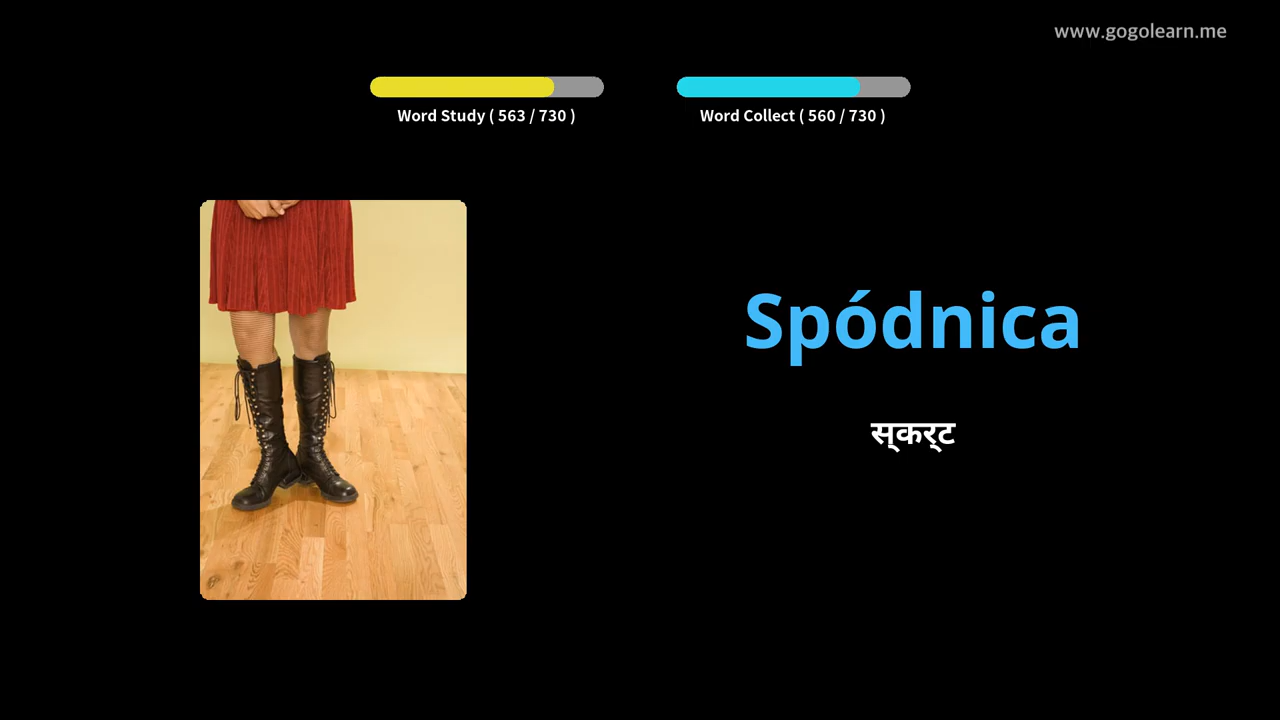 www.gogolearn.me
Word Study ( 563 / 730 )
Word Collect ( 560 / 730 )
Spódnica
स्कर्ट